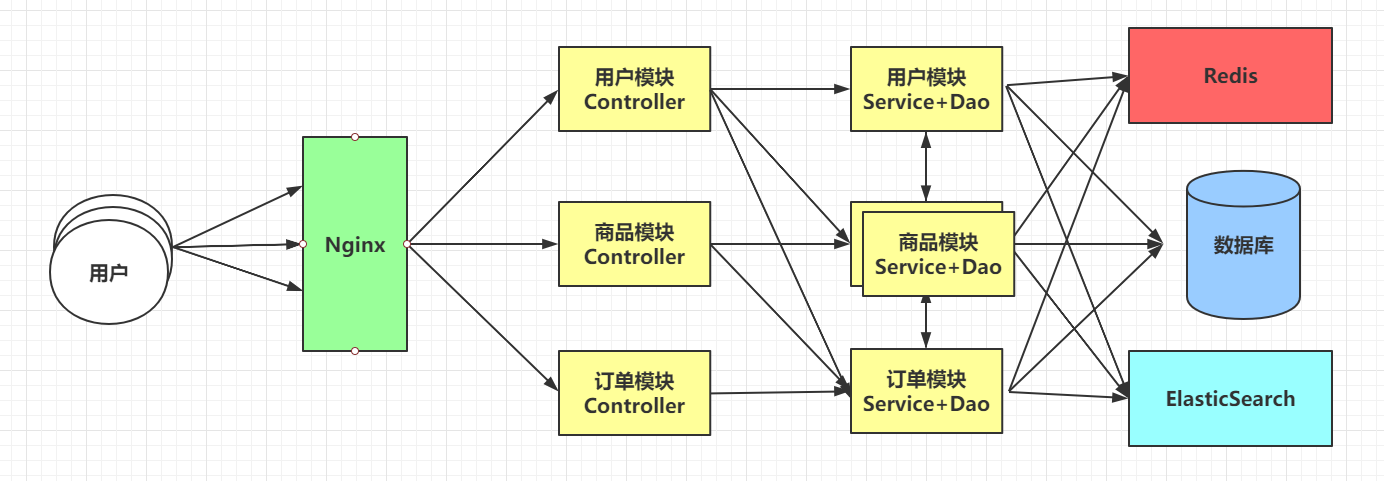 用户
Nginx
用户模块
Controller
商品模块
Controller
订单模块
Controller
用户模块
Service+Dao
商品模块
Service+Dao
订单模块
Service+Dao
Redis
数据库
ElasticSearch